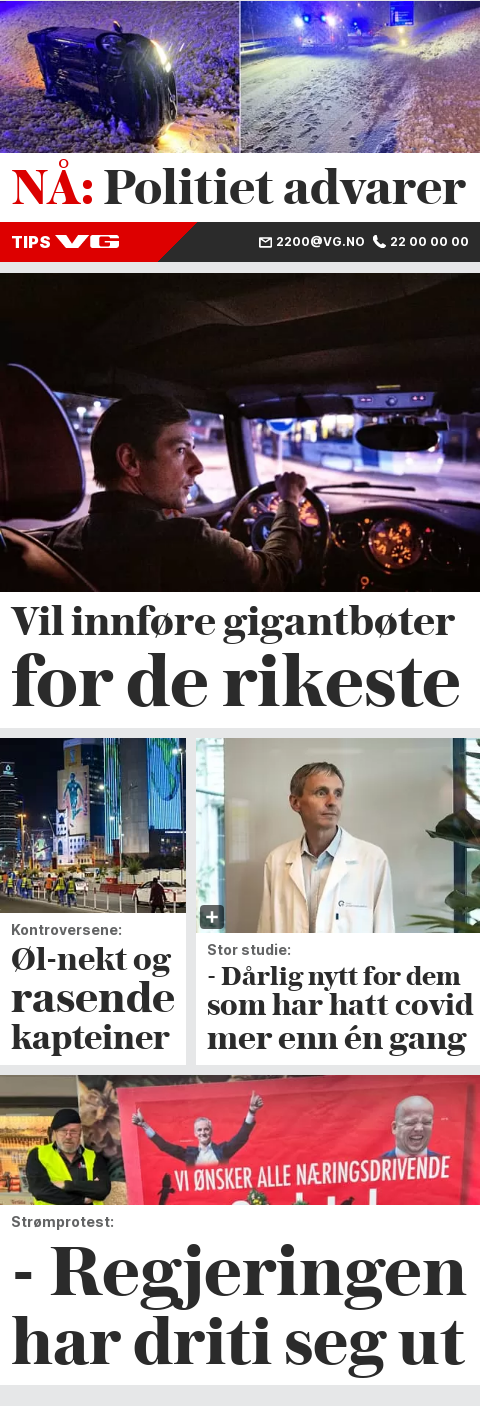 NÅ: Politiet advarer
TIPS VG
2200@VG.NO 22 00 00 00
Vil innføre gigantbøter
for de rikeste
Kontroversene:
Øl-nekt og
rasende
kapteiner
Stor studie:
- Dårlig nytt for dem
som har hatt covid
mer enn én gang
VI ØNSKER ALLE NÆRINGSDRIVENDE
Strømprotest:
- Regjeringen
har driti seg ut